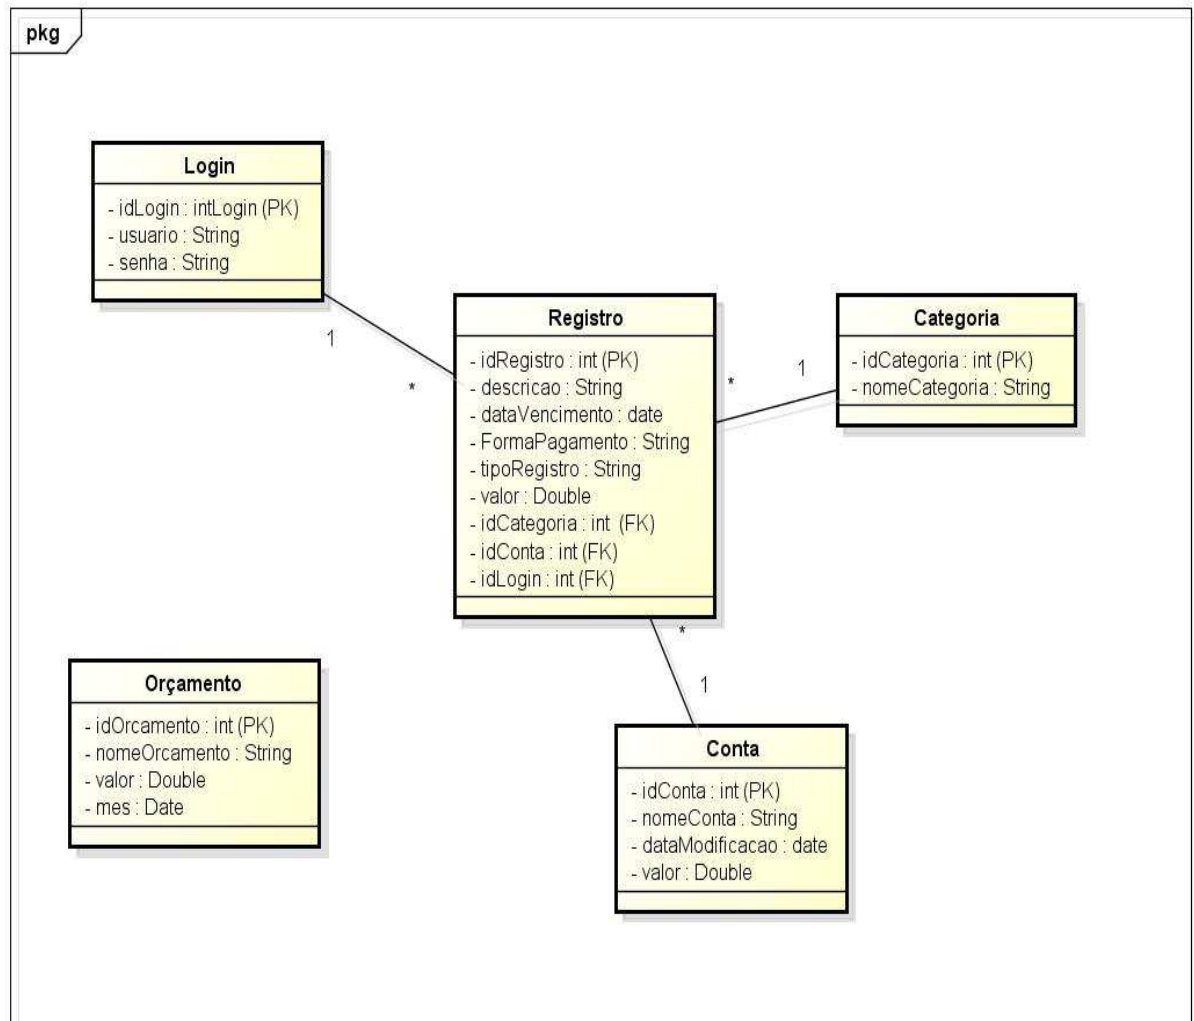 pkg
Login
- idLogin : intLogin (PK)
- usuario : String
- senha : String
1
*
Registro
- idRegistro : int (PK)
- descricao : String
- dataVencimento : date
- FormaPagamento : String
- tipoRegistro : String
- valor : Double
- idCategoria : int (FK)
- idConta : int (FK)
- idLogin : int (FK)
*
1
Categoria
- idCategoria : int (PK)
- nomeCategoria : String
*
1
Orçamento
- idOrcamento : int (PK)
- nomeOrcamento : String
- valor : Double
- mes : Date
Conta
- idConta : int (PK)
- nomeConta : String
- dataModificacao : date
- valor : Double